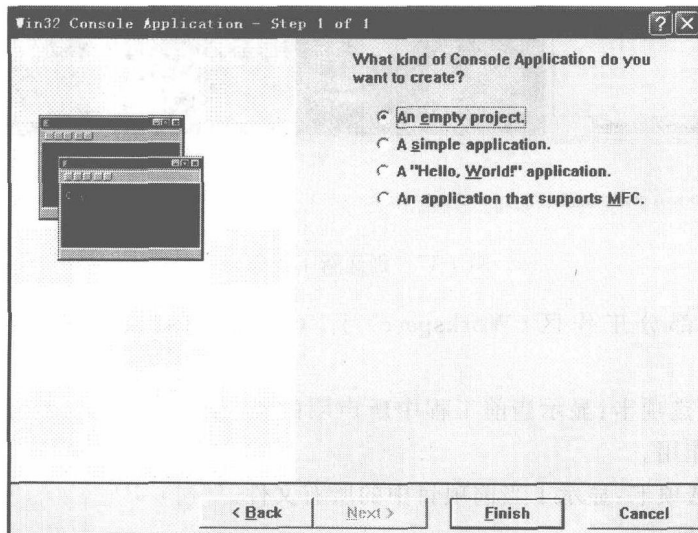 Win32 Console Application - Step 1 of 1
What kind of Console Application do you
want to create?
An empty project.
A simple application.
A "Hello, World!" application.
An application that supports MFC.
< Back
Next >
Finish
Cancel